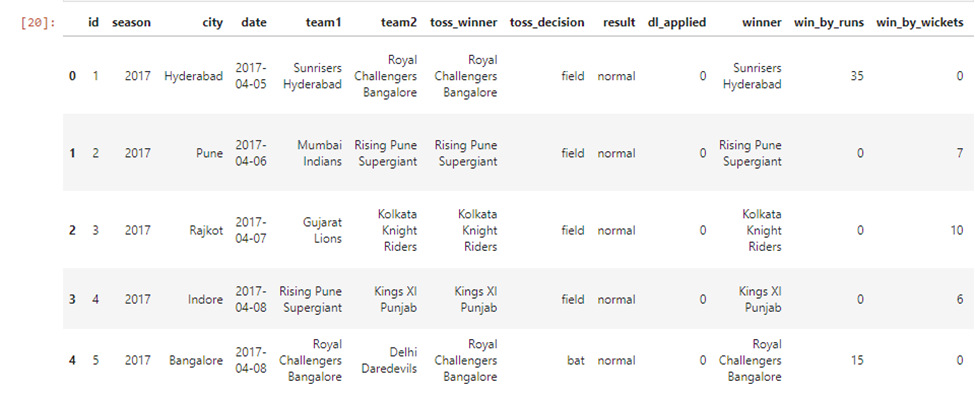 [20]: id season city date team1 team2 toss_winner toss_decision result dl_applied winner win_by_runs win_by_wickets
0 1 2017 Hyderabad 2017-04-05 Sunrisers Hyderabad Royal Challengers Bangalore Royal Challengers Bangalore field normal 0 Sunrisers Hyderabad 35 0
1 2 2017 Pune 2017-04-06 Mumbai Indians Rising Pune Supergiant Rising Pune Supergiant field normal 0 Rising Pune Supergiant 0 7
2 3 2017 Rajkot 2017-04-07 Gujarat Lions Kolkata Knight Riders Kolkata Knight Riders field normal 0 Kolkata Knight Riders 0 10
3 4 2017 Indore 2017-04-08 Rising Pune Supergiant Kings XI Punjab Kings XI Punjab field normal 0 Kings XI Punjab 0 6
4 5 2017 Bangalore 2017-04-08 Royal Challengers Bangalore Delhi Daredevils Royal Challengers Bangalore bat normal 0 Royal Challengers Bangalore 15 0